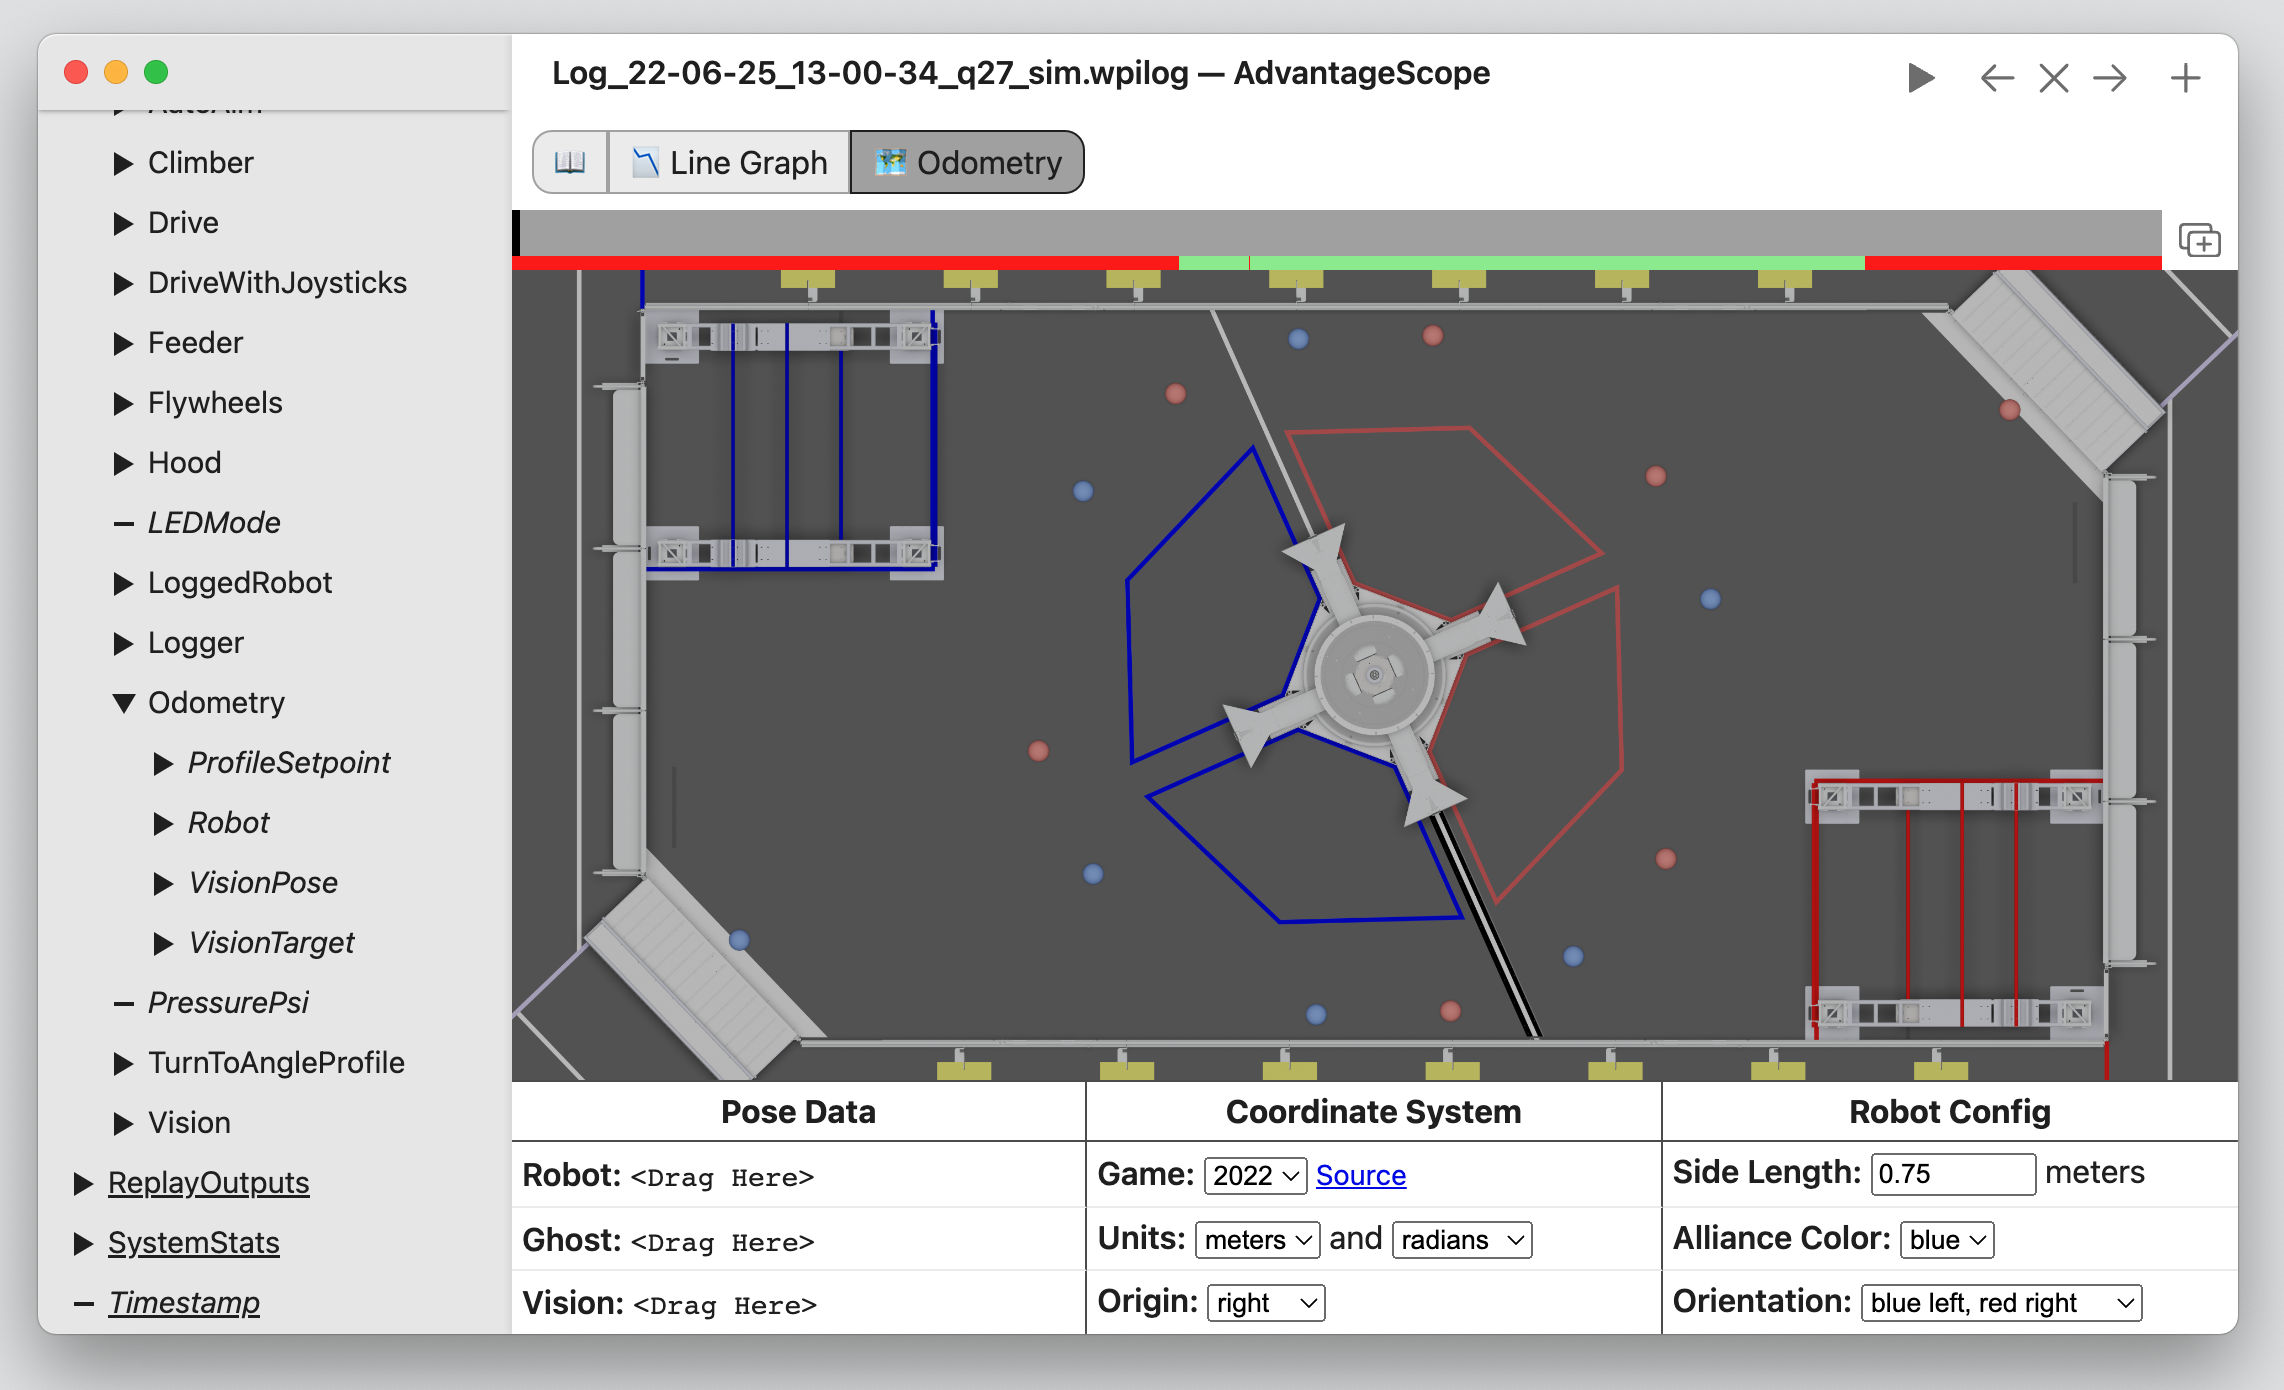 Log_22-06-25_13-00-34_q27_sim.wpilog — AdvantageScope
Line Graph
Odometry
AutoAim
Climber
Drive
DriveWithJoysticks
Feeder
Flywheels
Hood
LEDMode
LoggedRobot
Logger
Odometry
ProfileSetpoint
Robot
VisionPose
VisionTarget
PressurePsi
TurnToAngleProfile
Vision
ReplayOutputs
SystemStats
Timestamp
Pose Data
Robot: <Drag Here>
Ghost: <Drag Here>
Vision: <Drag Here>
Coordinate System
Game: 2022 Source
Units: meters and radians
Origin: right
Robot Config
Side Length: 0.75 meters
Alliance Color: blue
Orientation: blue left, red right